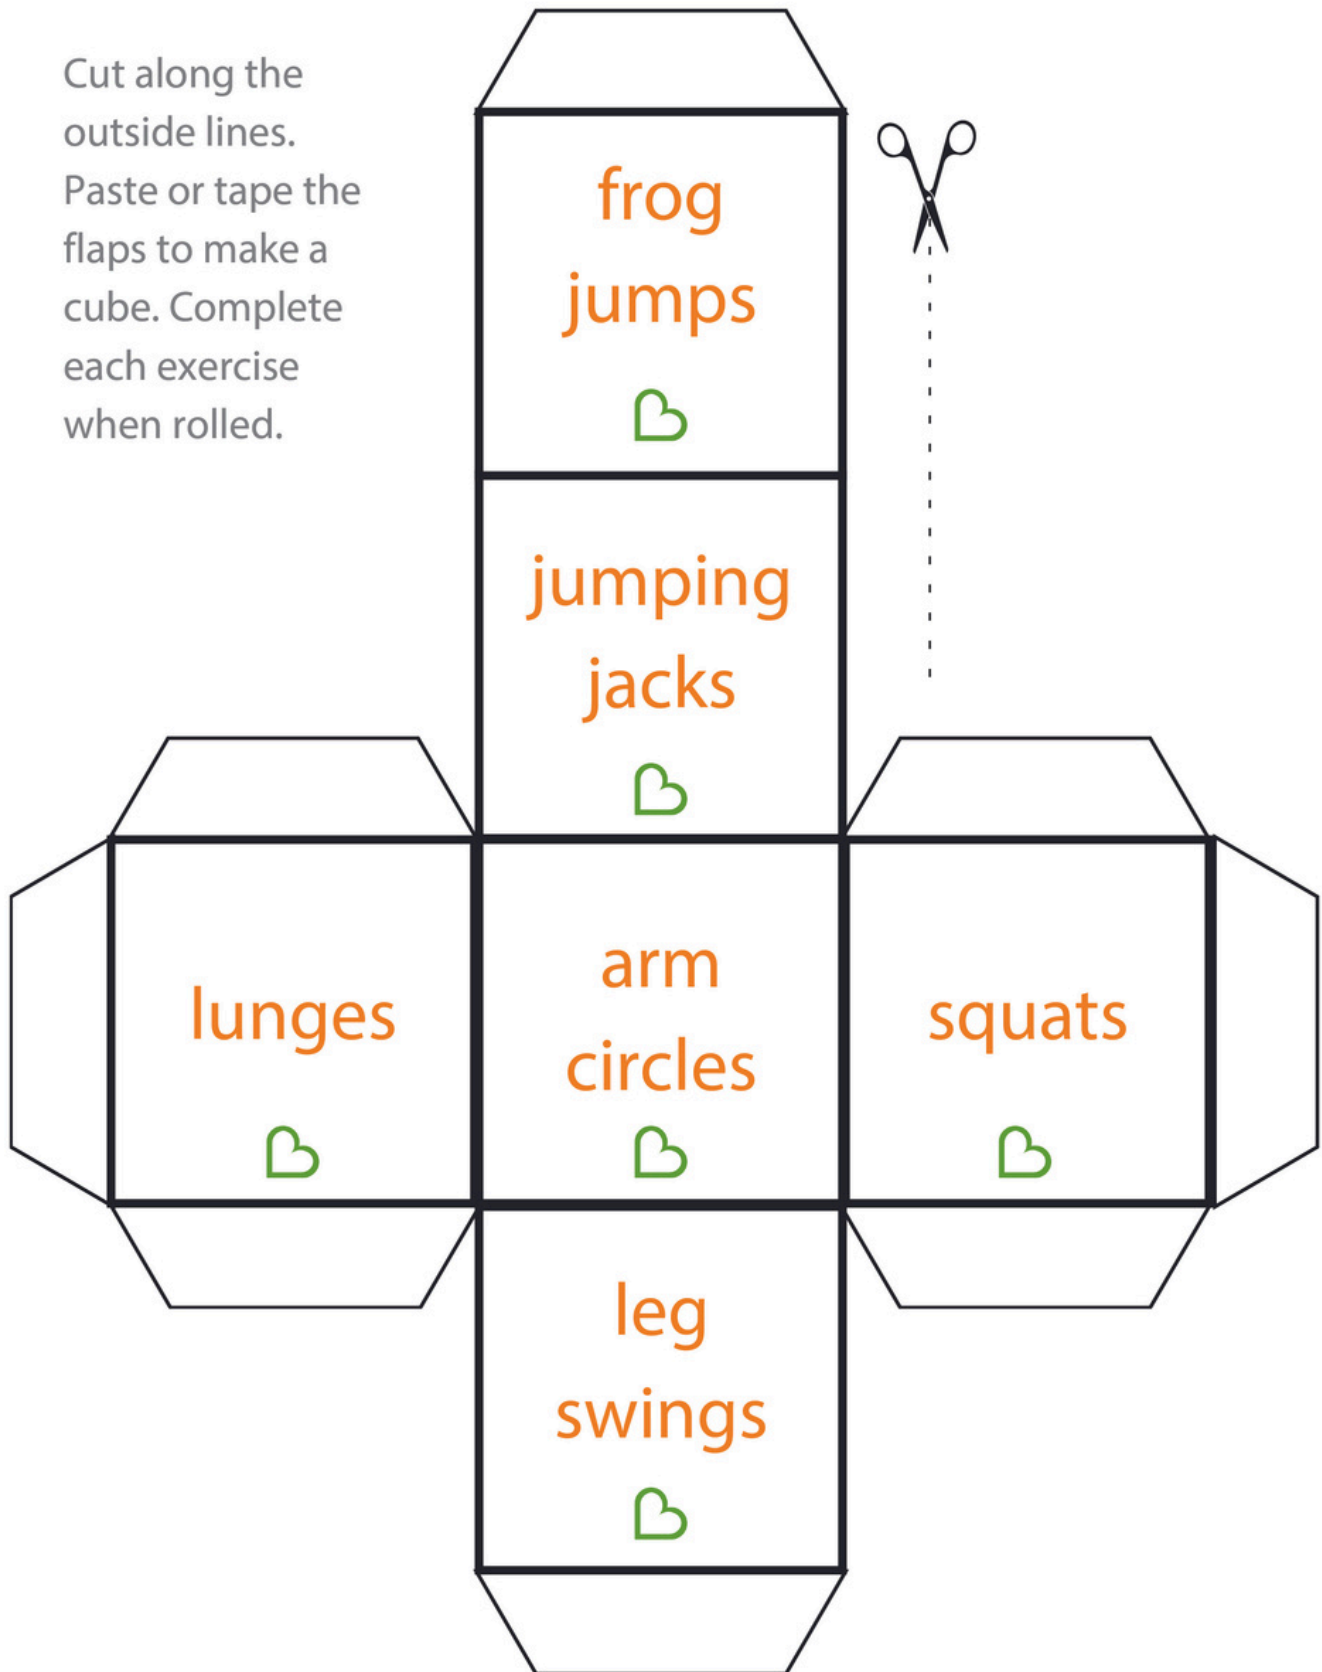 Cut along the
outside lines.
Paste or tape the
flaps to make a
cube. Complete
each exercise
when rolled.
frog
jumps
jumping
jacks
lunges
arm
circles
squats
leg
swings